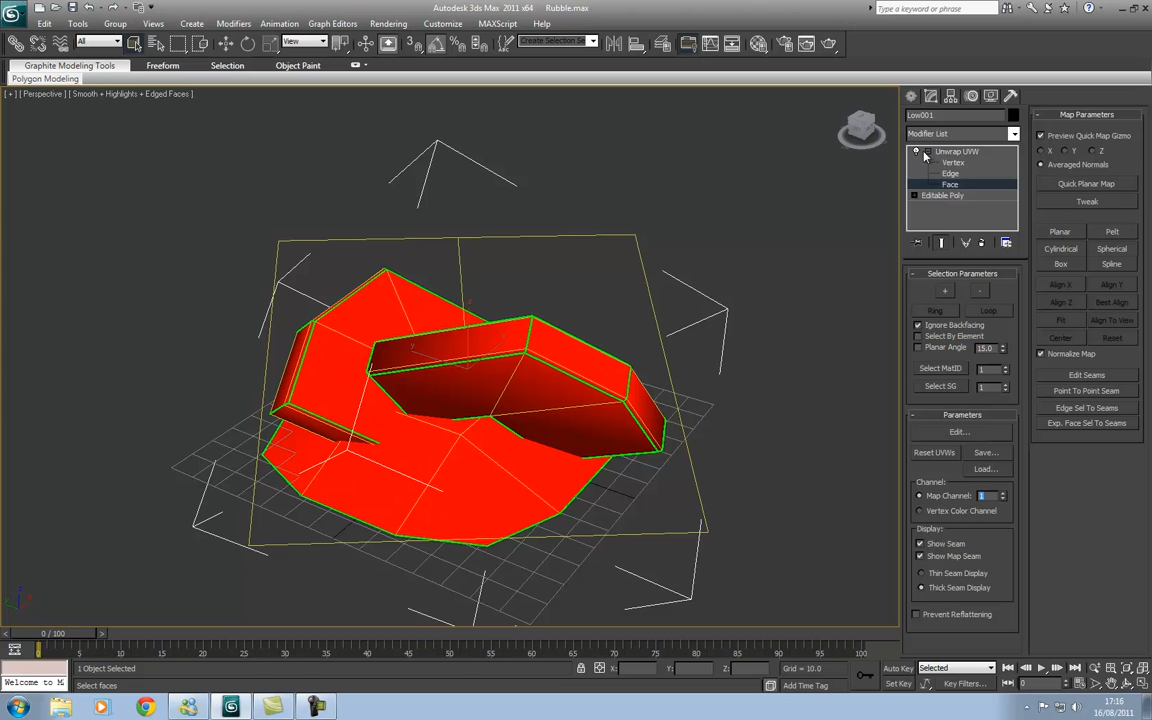 Autodesk 3ds Max 2011 x64 Rubble.max
Type a keyword or phrase
Edit Tools Group Views Create Modifiers Animation Graph Editors Rendering Customize MAXScript Help
All View Create Selection Se
Graphite Modeling Tools Freeform Selection Object Paint
Polygon Modeling
[ + ] [ Perspective ] [ Smooth + Highlights + Edged Faces ]
Low001
Modifier List
Unwrap UVW
Vertex
Edge
Face
Editable Poly
Selection Parameters
+ -
Ring Loop
Ignore Backfacing
Select By Element
Planar Angle 15.0
Select MatID 1
Select SG 1
Parameters
Edit...
Reset UVWs Save...
Load...
Channel:
Map Channel: 1
Vertex Color Channel
Display:
Show Seam
Show Map Seam
Thin Seam Display
Thick Seam Display
Prevent Reflattening
Map Parameters
Preview Quick Map Gizmo
X Y Z
Averaged Normals
Quick Planar Map
Tweak
Planar Pelt
Cylindrical Spherical
Box Spline
Align X Align Y
Align Z Best Align
Fit Align To View
Center Reset
Normalize Map
Edit Seams
Point To Point Seam
Edge Sel To Seams
Exp. Face Sel To Seams
0 / 100
0 5 10 15 20 25 30 35 40 45 50 55 60 65 70 75 80 85 90 95 100
1 Object Selected X: Y: Z: Grid = 10.0 Auto Key Selected
Welcome to M Select faces Add Time Tag Set Key Key Filters... 0
17:16
16/08/2011